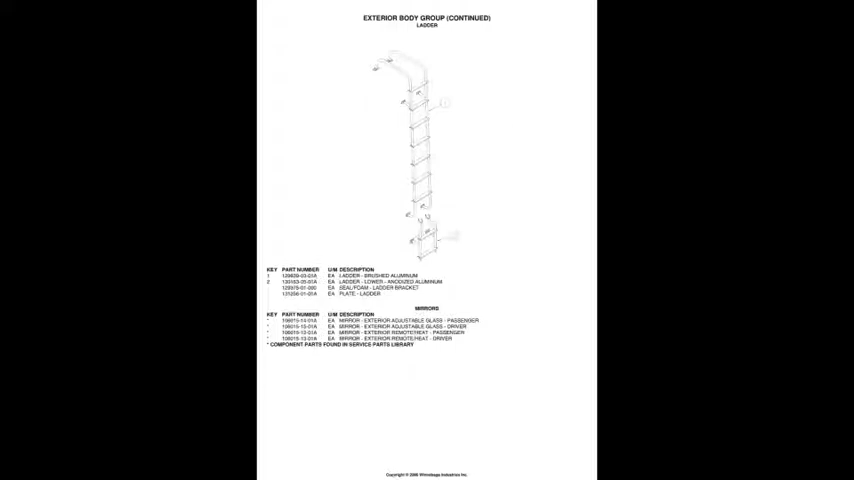 EXTERIOR BODY GROUP (CONTINUED)
LADDER
KEY PART NUMBER U/M DESCRIPTION
1 EA LADDER - BRUSHED ALUMINUM
2 EA LADDER - LOWER - ANODIZED ALUMINUM
EA SEAL/FOAM - LADDER BRACKET
EA PLATE - LADDER
MIRRORS
KEY PART NUMBER U/M DESCRIPTION
* EA MIRROR - EXTERIOR ADJUSTABLE GLASS - PASSENGER
* EA MIRROR - EXTERIOR ADJUSTABLE GLASS - DRIVER
* EA MIRROR - EXTERIOR REMOTE/HEAT - PASSENGER
* EA MIRROR - EXTERIOR REMOTE/HEAT - DRIVER
* COMPONENT PARTS FOUND IN SERVICE PARTS LIBRARY
Copyright © Winnebago Industries Inc.